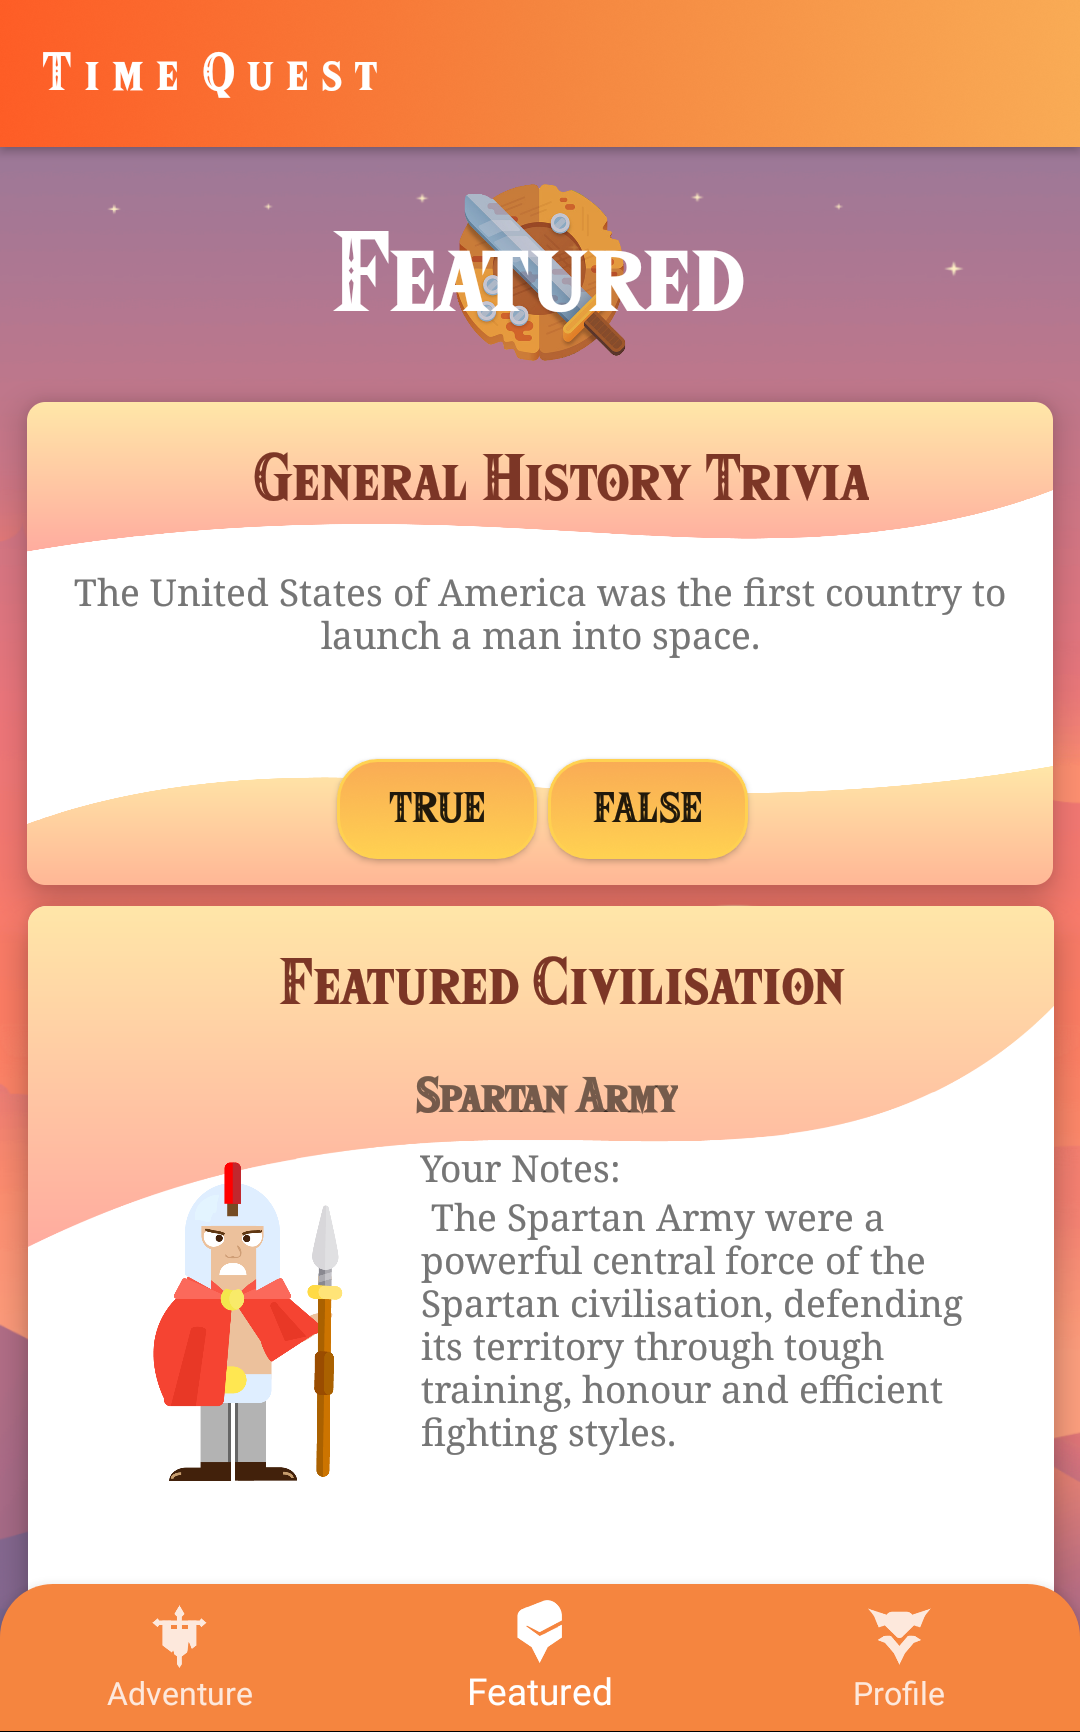 Time Quest
Featured
General History Trivia
The United States of America was the first country to
launch a man into space.
TRUE FALSE
Featured Civilisation
Spartan Army
Your Notes:
The Spartan Army were a
powerful central force of the
Spartan civilisation, defending
its territory through tough
training, honour and efficient
fighting styles.
Adventure Featured Profile